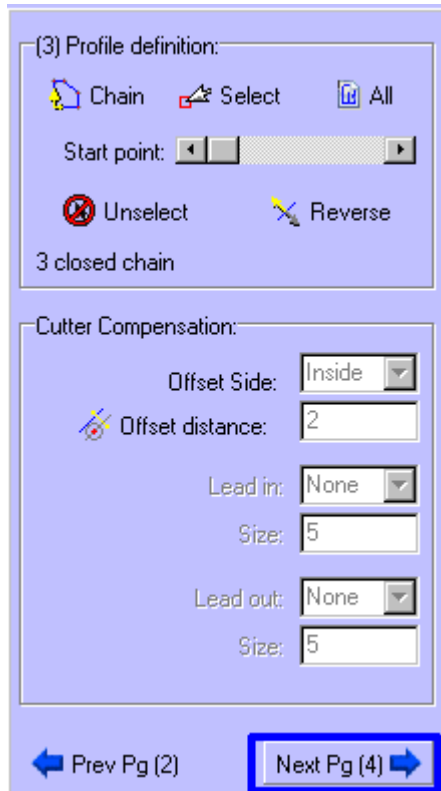 (3) Profile definition:
Chain Select All
Start point:
Unselect Reverse
3 closed chain
Cutter Compensation:
Offset Side: Inside
Offset distance: 2
Lead in: None
Size: 5
Lead out: None
Size: 5
Prev Pg (2) Next Pg (4)